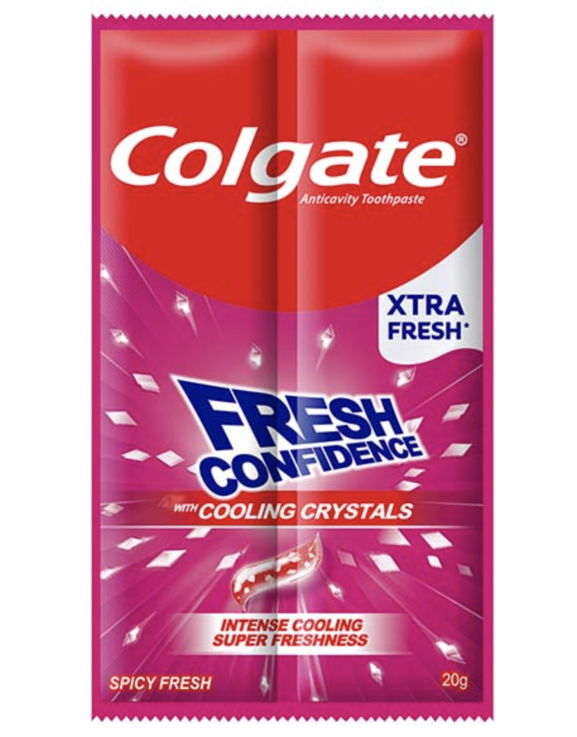 Colgate®
Anticavity Toothpaste
XTRA
FRESH*
FRESH
CONFIDENCE
WITH COOLING CRYSTALS
INTENSE COOLING
SUPER FRESHNESS
SPICY FRESH
20g